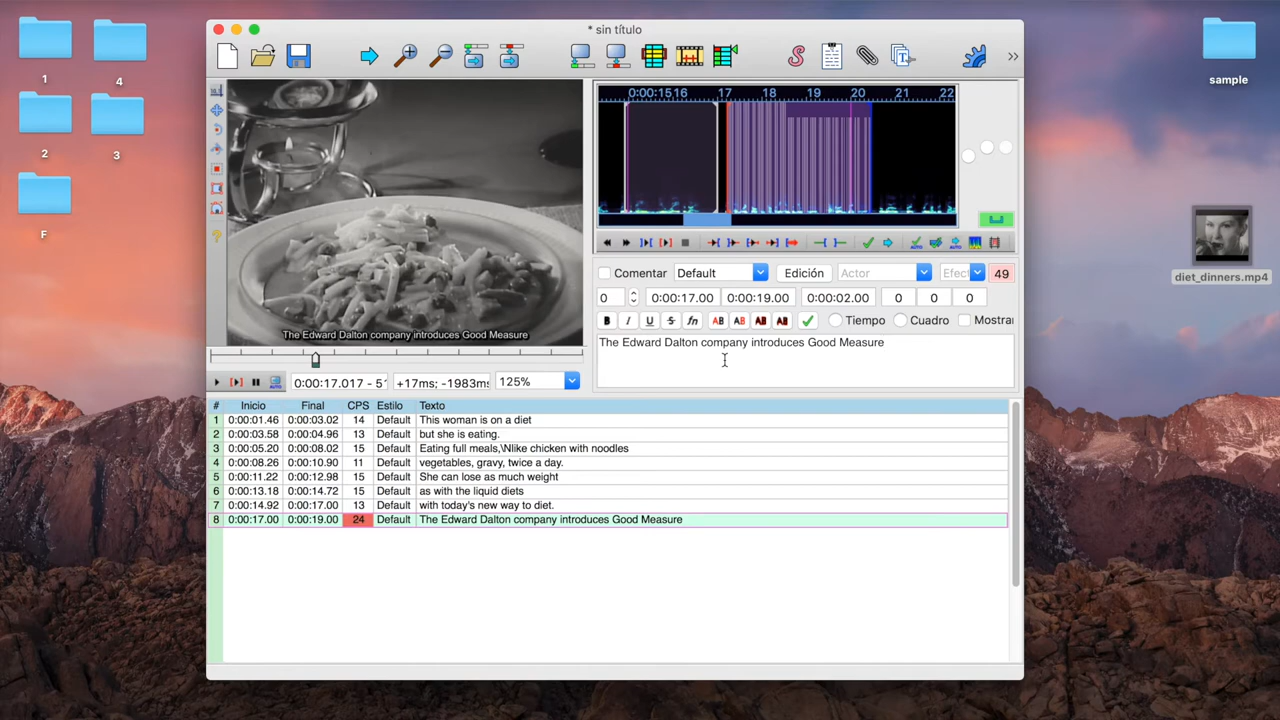 * sin título
1
4
2
3
F
sample
diet_dinners.mp4
0:00:15 16 17 18 19 20 21 22
The Edward Dalton company introduces Good Measure
Comentar Default Edición Actor 49
0 0:00:17.00 0:00:19.00 0:00:02.00 0 0 0
B I U S fn AB AB AB AB Tiempo Cuadro Mostrar
The Edward Dalton company introduces Good Measure
0:00:17.017 - +17ms; -1983ms 125%
# Inicio Final CPS Estilo Texto
1 0:00:01.46 0:00:03.02 14 Default This woman is on a diet
2 0:00:03.58 0:00:04.96 13 Default but she is eating.
3 0:00:05.20 0:00:08.02 15 Default Eating full meals,\Nlike chicken with noodles
4 0:00:08.26 0:00:10.90 11 Default vegetables, gravy, twice a day.
5 0:00:11.22 0:00:12.98 15 Default She can lose as much weight
6 0:00:13.18 0:00:14.72 15 Default as with the liquid diets
7 0:00:14.92 0:00:17.00 13 Default with today's new way to diet.
8 0:00:17.00 0:00:19.00 24 Default The Edward Dalton company introduces Good Measure